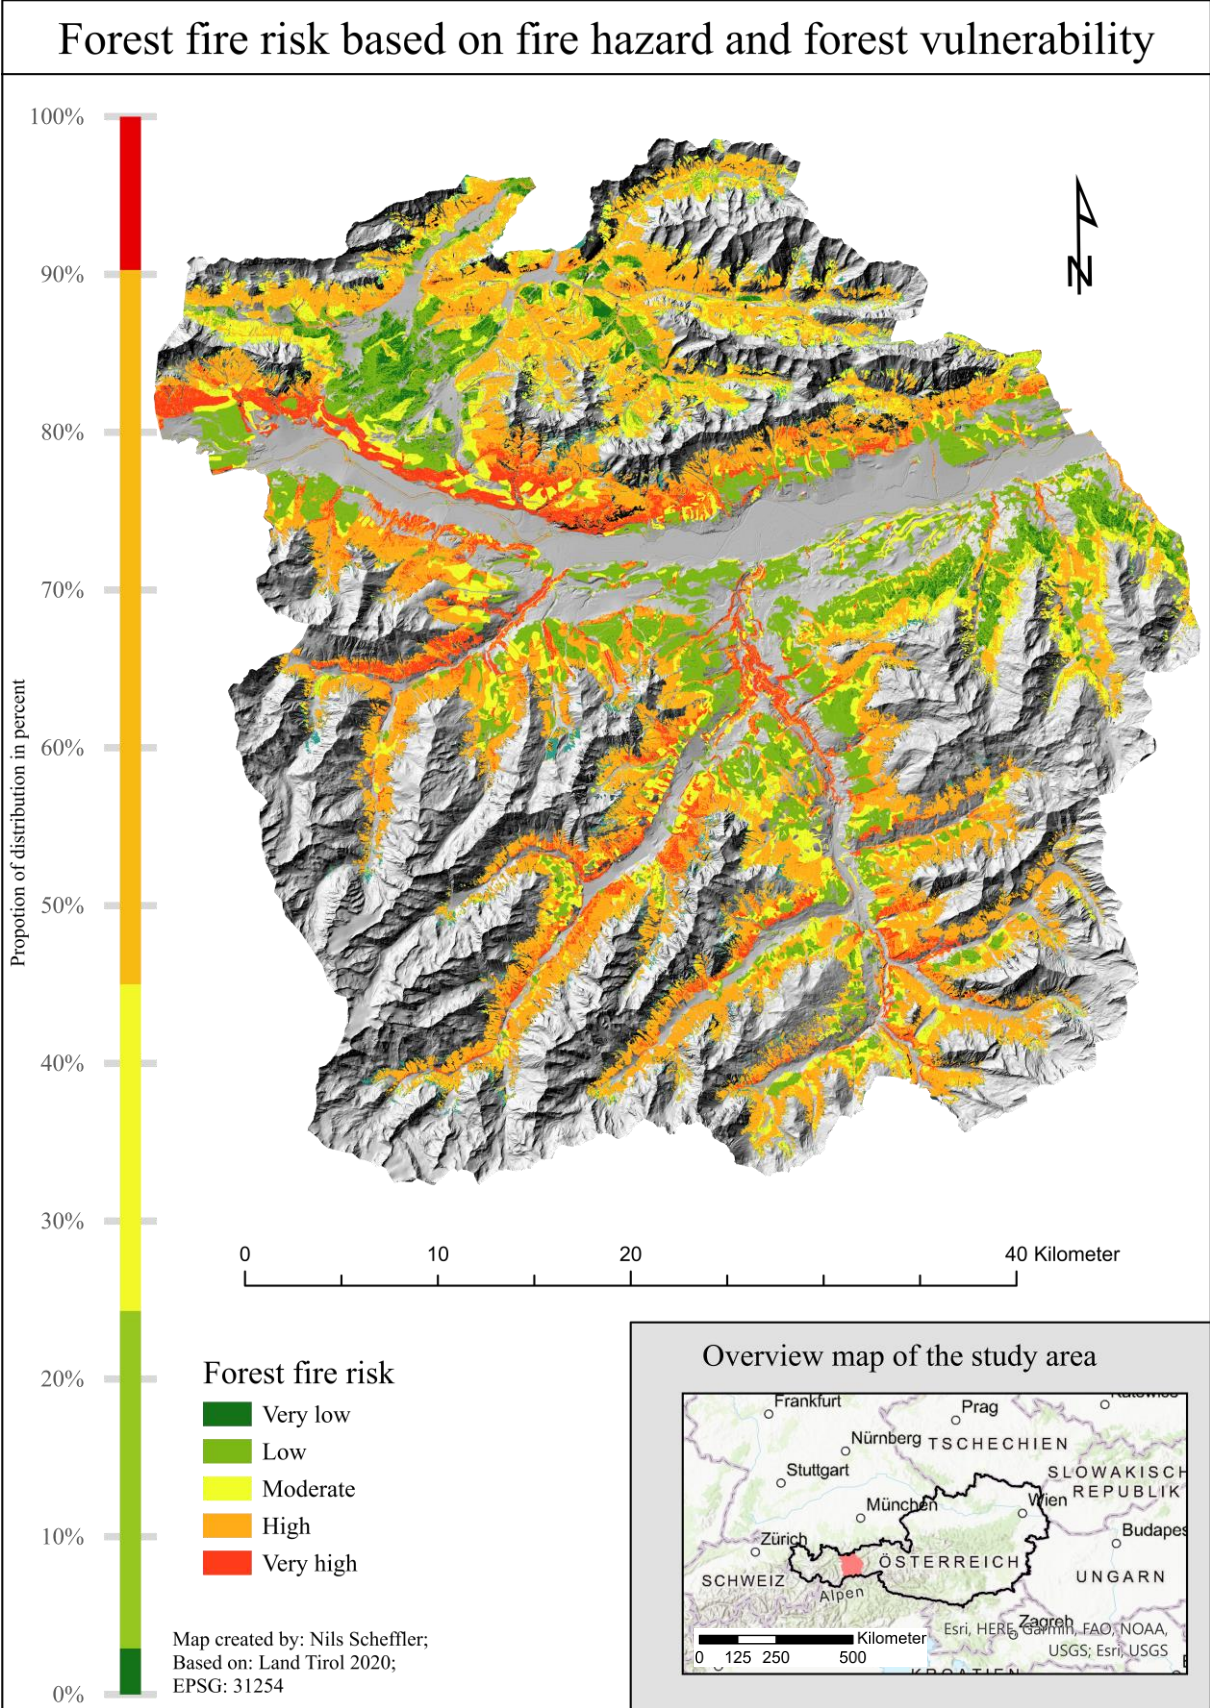 Forest fire risk based on fire hazard and forest vulnerability
100%
90%
80%
70%
60%
50%
40%
30%
20%
10%
0%
Propotion of distribution in percent
N
0 10 20 40 Kilometer
Forest fire risk
Very low
Low
Moderate
High
Very high
Map created by: Nils Scheffler;
Based on: Land Tirol 2020;
EPSG: 31254
Overview map of the study area
Frankfurt
Prag
Nürnberg
TSCHECHIEN
Stuttgart
SLOWAKISCH
REPUBLIK
München
Wien
Zürich
Budapes
ÖSTERREICH
SCHWEIZ
UNGARN
Alpen
Zagreb
Esri, HERE, Garmin, FAO, NOAA,
USGS; Esri, USGS
Kilometer
0 125 250 500
KROATIEN